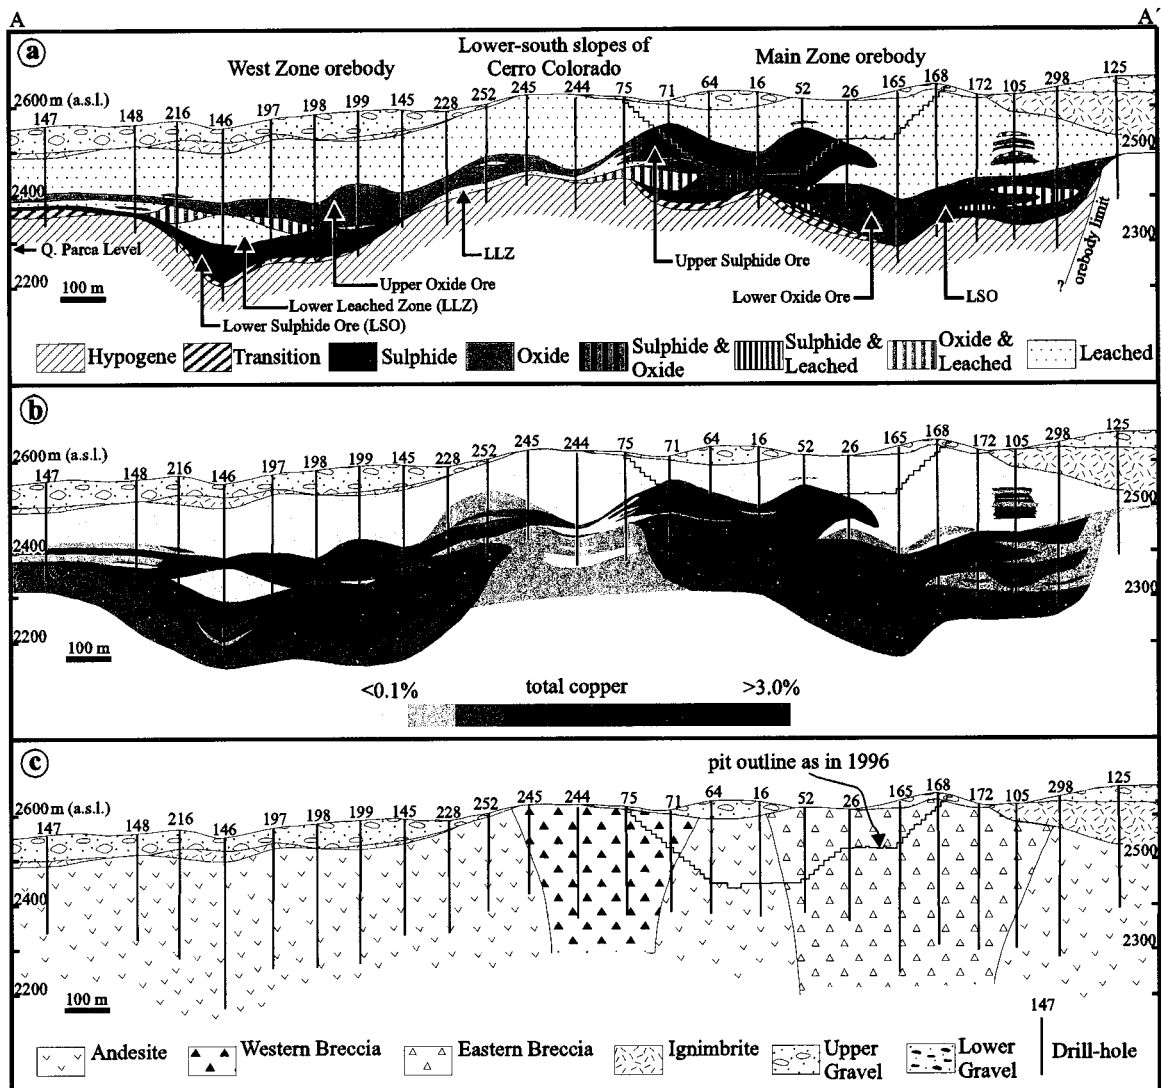 A A´
a
Lower-south slopes of
Cerro Colorado
West Zone orebody
Main Zone orebody
2600 m (a.s.l.)
147 148 216 146 197 198 199 145 228 252 245 244 75 71 64 16 52 26 165 168 172 105 298 125
2500
2400
2300
2200
Q. Parca Level
100 m
LLZ
Upper Sulphide Ore
Upper Oxide Ore
Lower Oxide Ore
LSO
Lower Leached Zone (LLZ)
Lower Sulphide Ore (LSO)
? orebody limit
Hypogene
Transition
Sulphide
Oxide
Sulphide &
Oxide
Sulphide &
Leached
Oxide &
Leached
Leached
b
2600 m (a.s.l.)
147 148 216 146 197 198 199 145 228 252 245 244 75 71 64 16 52 26 165 168 172 105 298 125
2500
2400
2300
2200
100 m
<0.1% total copper >3.0%
c
pit outline as in 1996
2600 m (a.s.l.)
147 148 216 146 197 198 199 145 228 252 245 244 75 71 64 16 52 26 165 168 172 105 298 125
2500
2400
2300
2200
100 m
147
Andesite
Western Breccia
Eastern Breccia
Ignimbrite
Upper
Gravel
Lower
Gravel
Drill-hole